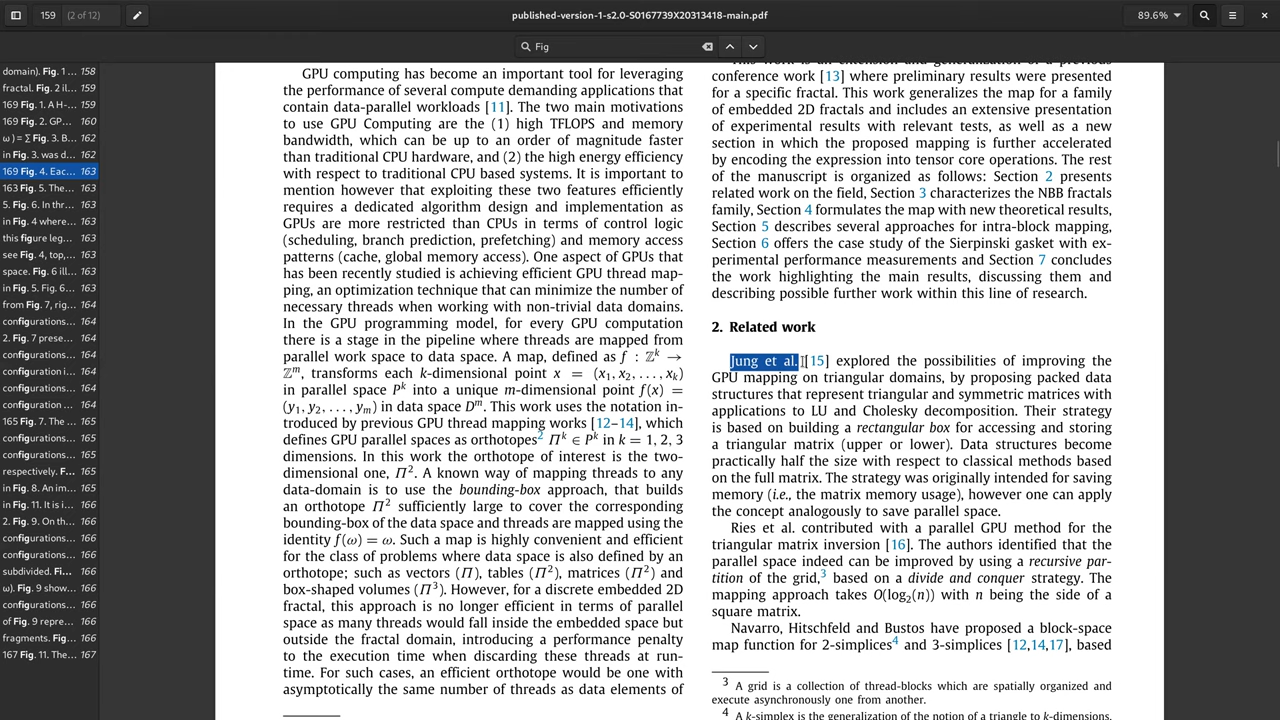 159
(2 of 12)
published-version-1-s2.0-S0167739X20313418-main.pdf
89.6%
Fig
domain). Fig. 1 ... 158
fractal. Fig. 2 il... 159
169 Fig. 1. A H-... 159
169 Fig. 2. GP... 160
ω ) = Σ Fig. 3. B... 162
in Fig. 3. was d... 162
169 Fig. 4. Eac... 163
163 Fig. 5. The... 163
5. Fig. 6. In thr... 163
in Fig. 4 where... 163
this figure leg... 163
see Fig. 4, top,... 163
space. Fig. 6 ill... 163
in Fig. 5. Fig. 6... 163
from Fig. 7, rig... 164
configurations... 164
2. Fig. 7 prese... 164
configurations... 164
configurations... 164
configurations... 164
configuration ... 164
165 Fig. 7. The... 165
configurations... 165
configurations... 165
respectively. F... 165
in Fig. 8. An im... 165
in Fig. 11. It is i... 165
2. Fig. 9. On th... 166
configurations... 166
configurations... 166
subdivided. Fi... 166
ω). Fig. 9 show... 166
configurations... 166
of Fig. 9 repre... 166
fragments. Fig... 166
167 Fig. 11. The... 167
GPU computing has become an important tool for leveraging
the performance of several compute demanding applications that
contain data-parallel workloads [11]. The two main motivations
to use GPU Computing are the (1) high TFLOPS and memory
bandwidth, which can be up to an order of magnitude faster
than traditional CPU hardware, and (2) the high energy efficiency
with respect to traditional CPU based systems. It is important to
mention however that exploiting these two features efficiently
requires a dedicated algorithm design and implementation as
GPUs are more restricted than CPUs in terms of control logic
(scheduling, branch prediction, prefetching) and memory access
patterns (cache, global memory access). One aspect of GPUs that
has been recently studied is achieving efficient GPU thread map-
ping, an optimization technique that can minimize the number of
necessary threads when working with non-trivial data domains.
In the GPU programming model, for every GPU computation
there is a stage in the pipeline where threads are mapped from
parallel work space to data space. A map, defined as f : ℤᵏ →
ℤᵐ, transforms each k-dimensional point x = (x₁, x₂, . . . , xₖ)
in parallel space Pᵏ into a unique m-dimensional point f(x) =
(y₁, y₂, . . . , yₘ) in data space Dᵐ. This work uses the notation in-
troduced by previous GPU thread mapping works [12–14], which
defines GPU parallel spaces as orthotopes² Πᵏ ∈ Pᵏ in k = 1, 2, 3
dimensions. In this work the orthotope of interest is the two-
dimensional one, Π². A known way of mapping threads to any
data-domain is to use the bounding-box approach, that builds
an orthotope Π² sufficiently large to cover the corresponding
bounding-box of the data space and threads are mapped using the
identity f(ω) = ω. Such a map is highly convenient and efficient
for the class of problems where data space is also defined by an
orthotope; such as vectors (Π), tables (Π²), matrices (Π²) and
box-shaped volumes (Π³). However, for a discrete embedded 2D
fractal, this approach is no longer efficient in terms of parallel
space as many threads would fall inside the embedded space but
outside the fractal domain, introducing a performance penalty
to the execution time when discarding these threads at run-
time. For such cases, an efficient orthotope would be one with
asymptotically the same number of threads as data elements of
This work is an extension and generalization of a previous
conference work [13] where preliminary results were presented
for a specific fractal. This work generalizes the map for a family
of embedded 2D fractals and includes an extensive presentation
of experimental results with relevant tests, as well as a new
section in which the proposed mapping is further accelerated
by encoding the expression into tensor core operations. The rest
of the manuscript is organized as follows: Section 2 presents
related work on the field, Section 3 characterizes the NBB fractals
family, Section 4 formulates the map with new theoretical results,
Section 5 describes several approaches for intra-block mapping,
Section 6 offers the case study of the Sierpinski gasket with ex-
perimental performance measurements and Section 7 concludes
the work highlighting the main results, discussing them and
describing possible further work within this line of research.
2. Related work
Jung et al. [15] explored the possibilities of improving the
GPU mapping on triangular domains, by proposing packed data
structures that represent triangular and symmetric matrices with
applications to LU and Cholesky decomposition. Their strategy
is based on building a rectangular box for accessing and storing
a triangular matrix (upper or lower). Data structures become
practically half the size with respect to classical methods based
on the full matrix. The strategy was originally intended for saving
memory (i.e., the matrix memory usage), however one can apply
the concept analogously to save parallel space.
Ries et al. contributed with a parallel GPU method for the
triangular matrix inversion [16]. The authors identified that the
parallel space indeed can be improved by using a recursive par-
tition of the grid,³ based on a divide and conquer strategy. The
mapping approach takes O(log₂(n)) with n being the side of a
square matrix.
Navarro, Hitschfeld and Bustos have proposed a block-space
map function for 2-simplices⁴ and 3-simplices [12,14,17], based
³ A grid is a collection of thread-blocks which are spatially organized and
execute asynchronously one from another.
⁴ A k-simplex is the generalization of the notion of a triangle to k-dimensions.